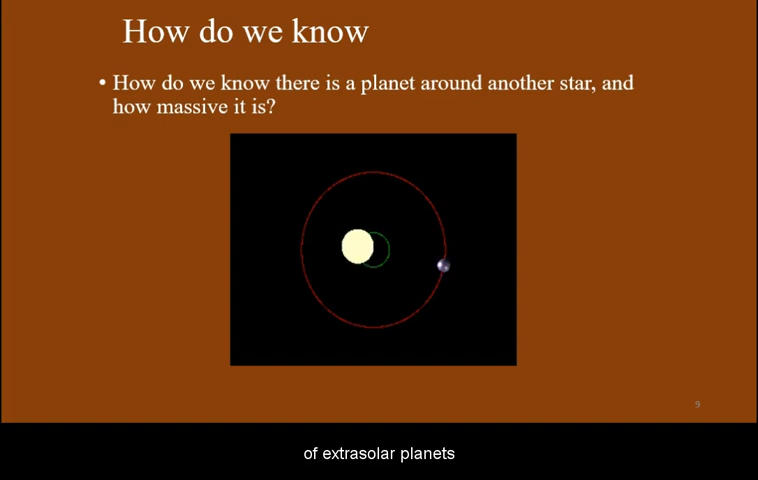 How do we know
• How do we know there is a planet around another star, and
how massive it is?
9
of extrasolar planets